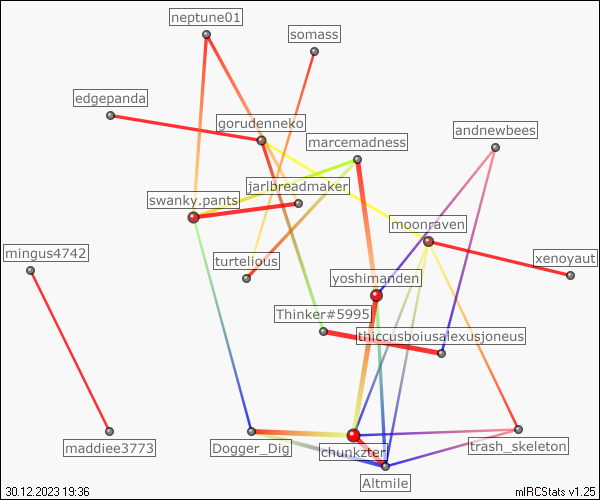 neptune01
somass
edgepanda
gorudenneko
andnewbees
marcemadness
jarlbreadmaker
swanky.pants
moonraven
mingus4742
turtelious
xenoyaut
yoshimanden
Thinker#5995
thiccusboiusalexusjoneus
maddiee3773
Dogger_Dig
chunkzter
trash_skeleton
Altmile
30.12.2023 19:36
mIRCStats v1.25